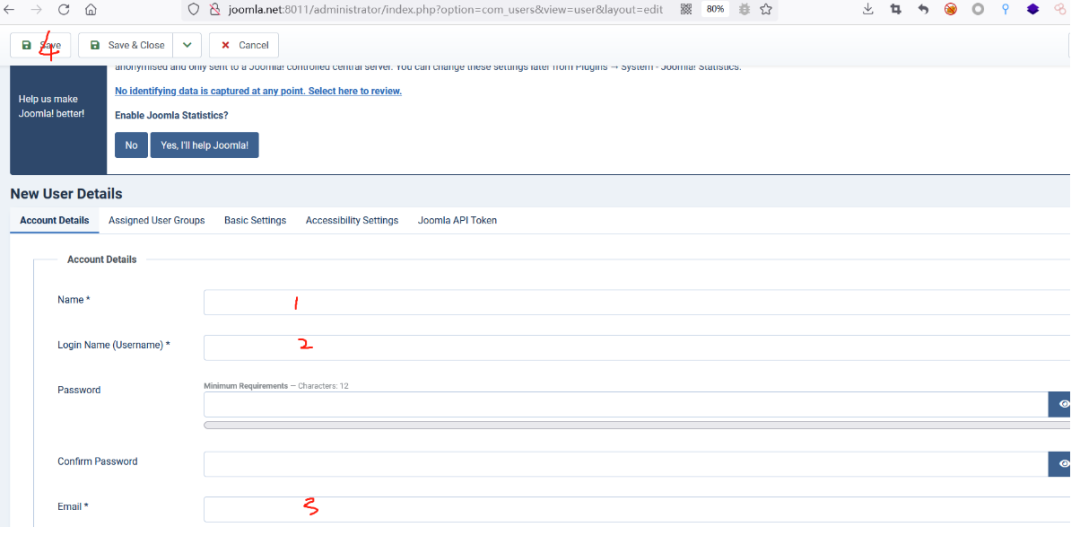 joomla.net:8011/administrator/index.php?option=com_users&view=user&layout=edit 80%
Save Save & Close Cancel
4
anonymised and only sent to a Joomla! controlled central server. You can change these settings later from Plugins → System - Joomla! Statistics.
Help us make
Joomla! better!
No identifying data is captured at any point. Select here to review.
Enable Joomla Statistics?
No Yes, I'll help Joomla!
New User Details
Account Details Assigned User Groups Basic Settings Accessibility Settings Joomla API Token
Account Details
Name * 1
Login Name (Username) * 2
Minimum Requirements — Characters: 12
Password
Confirm Password
Email * 3